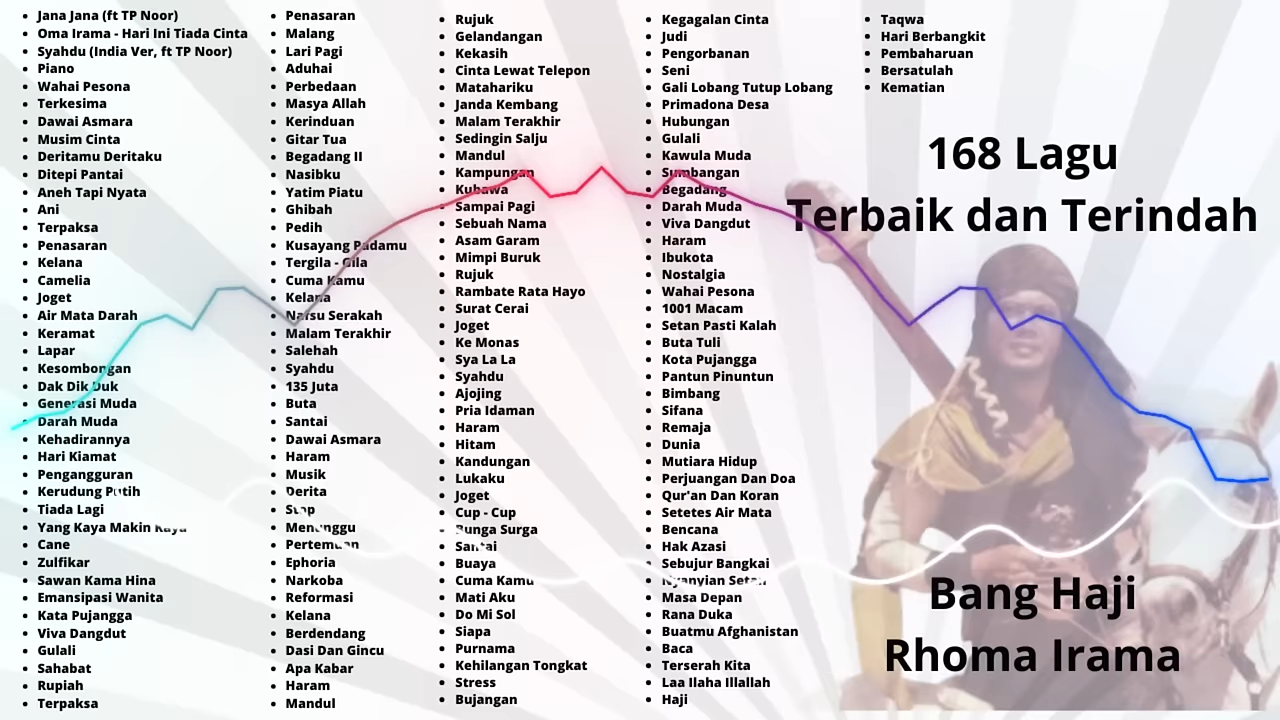 Jana Jana (ft TP Noor)
Oma Irama - Hari Ini Tiada Cinta
Syahdu (India Ver, ft TP Noor)
Piano
Wahai Pesona
Terkesima
Dawai Asmara
Musim Cinta
Deritamu Deritaku
Ditepi Pantai
Aneh Tapi Nyata
Ani
Terpaksa
Penasaran
Kelana
Camelia
Joget
Air Mata Darah
Keramat
Lapar
Kesombongan
Dak Dik Duk
Generasi Muda
Darah Muda
Kehadirannya
Hari Kiamat
Pengangguran
Kerudung Putih
Tiada Lagi
Yang Kaya Makin Kaya
Cane
Zulfikar
Sawan Kama Hina
Emansipasi Wanita
Kata Pujangga
Viva Dangdut
Gulali
Sahabat
Rupiah
Terpaksa
Penasaran
Malang
Lari Pagi
Aduhai
Perbedaan
Masya Allah
Kerinduan
Gitar Tua
Begadang II
Nasibku
Yatim Piatu
Ghibah
Pedih
Kusayang Padamu
Tergila - Gila
Cuma Kamu
Kelana
Nafsu Serakah
Malam Terakhir
Salehah
Syahdu
135 Juta
Buta
Santai
Dawai Asmara
Haram
Musik
Derita
Stop
Menunggu
Pertemuan
Ephoria
Narkoba
Reformasi
Kelana
Berdendang
Dasi Dan Gincu
Apa Kabar
Haram
Mandul
Rujuk
Gelandangan
Kekasih
Cinta Lewat Telepon
Matahariku
Janda Kembang
Malam Terakhir
Sedingin Salju
Mandul
Kampungan
Kubawa
Sampai Pagi
Sebuah Nama
Asam Garam
Mimpi Buruk
Rujuk
Rambate Rata Hayo
Surat Cerai
Joget
Ke Monas
Sya La La
Syahdu
Ajojing
Pria Idaman
Haram
Hitam
Kandungan
Lukaku
Joget
Cup - Cup
Bunga Surga
Santai
Buaya
Cuma Kamu
Mati Aku
Do Mi Sol
Siapa
Purnama
Kehilangan Tongkat
Stress
Bujangan
Kegagalan Cinta
Judi
Pengorbanan
Seni
Gali Lobang Tutup Lobang
Primadona Desa
Hubungan
Gulali
Kawula Muda
Sumbangan
Begadang
Darah Muda
Viva Dangdut
Haram
Ibukota
Nostalgia
Wahai Pesona
1001 Macam
Setan Pasti Kalah
Buta Tuli
Kota Pujangga
Pantun Pinuntun
Bimbang
Sifana
Remaja
Dunia
Mutiara Hidup
Perjuangan Dan Doa
Qur'an Dan Koran
Setetes Air Mata
Bencana
Hak Azasi
Sebujur Bangkai
Nyanyian Setan
Masa Depan
Rana Duka
Buatmu Afghanistan
Baca
Terserah Kita
Laa Ilaha Illallah
Haji
Taqwa
Hari Berbangkit
Pembaharuan
Bersatulah
Kematian
168 Lagu
Terbaik dan Terindah
Bang Haji
Rhoma Irama